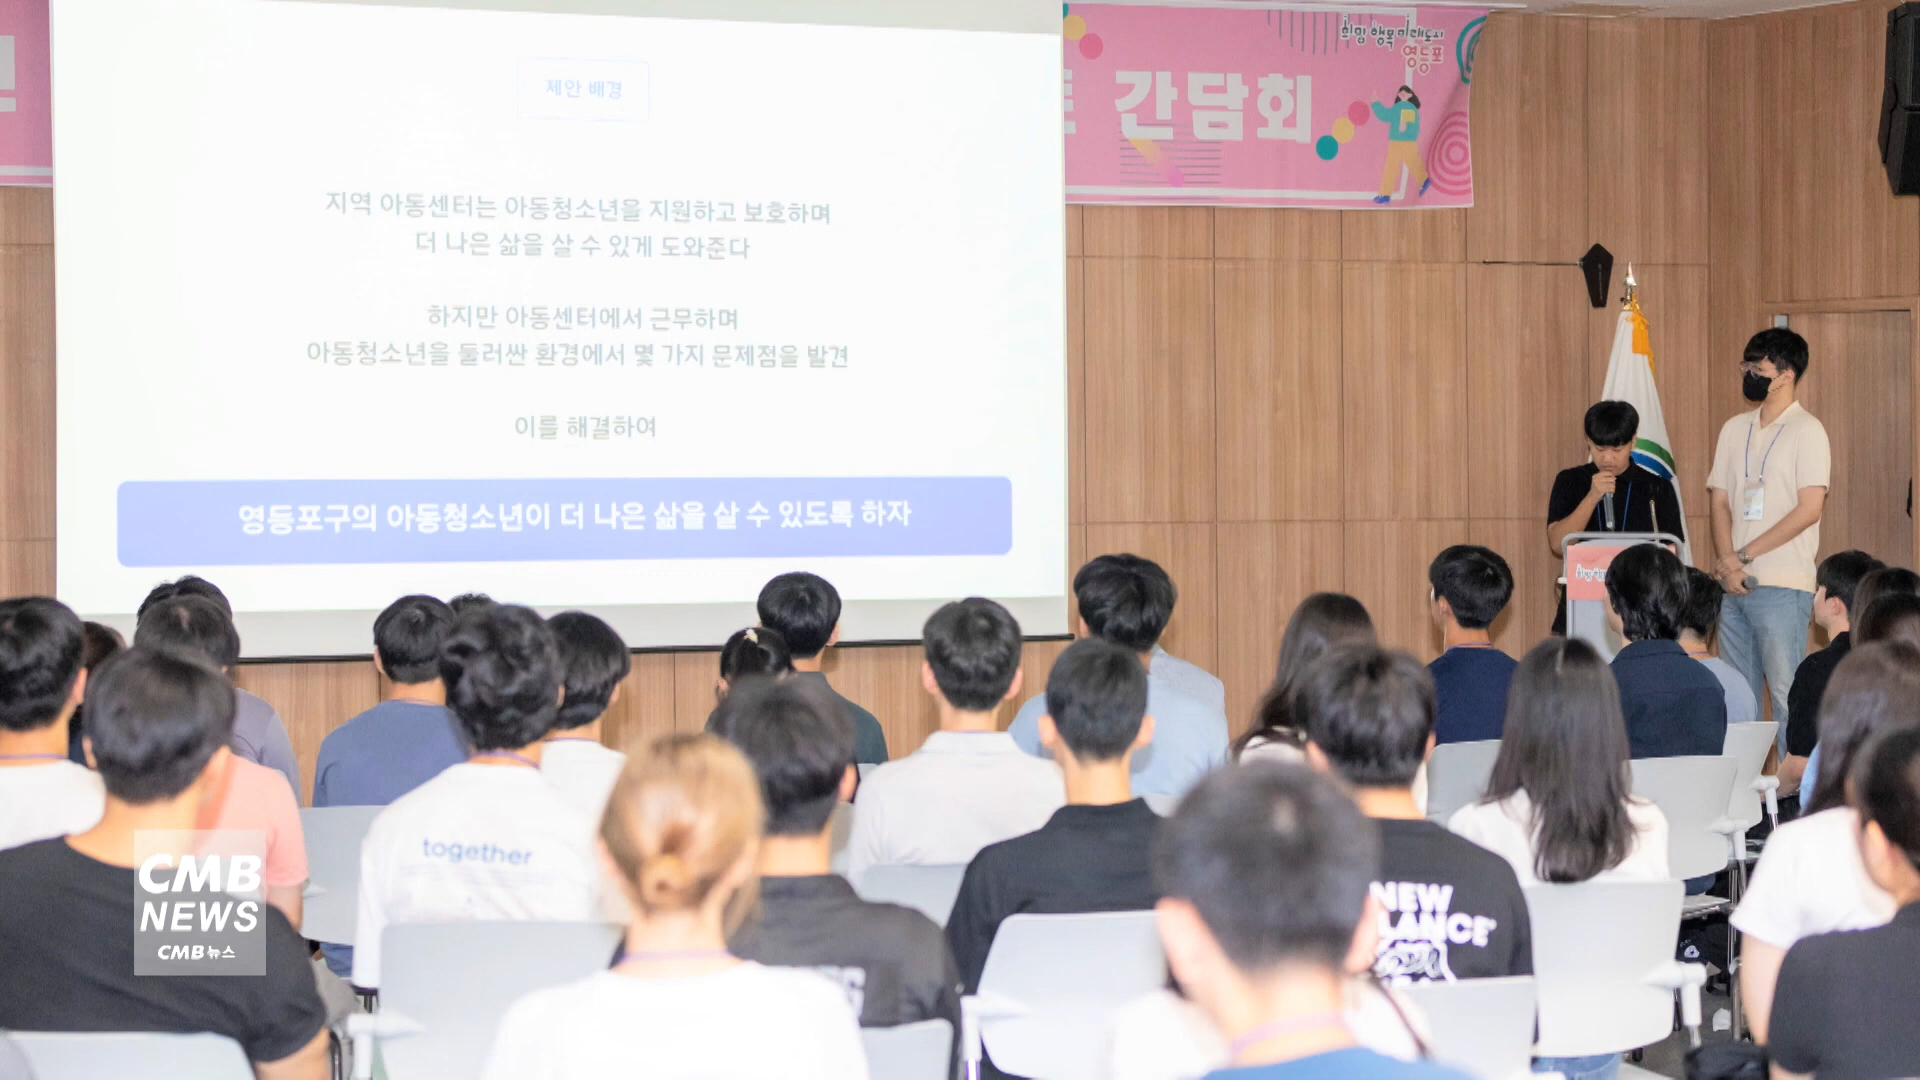 제안 배경
지역 아동센터는 아동청소년을 지원하고 보호하며
더 나은 삶을 살 수 있게 도와준다
하지만 아동센터에서 근무하며
아동청소년을 둘러싼 환경에서 몇 가지 문제점을 발견
이를 해결하여
영등포구의 아동청소년이 더 나은 삶을 살 수 있도록 하자
희망 행복 미래도시
영등포
간담회
together
NEW
LANCE
CMB
NEWS
CMB뉴스